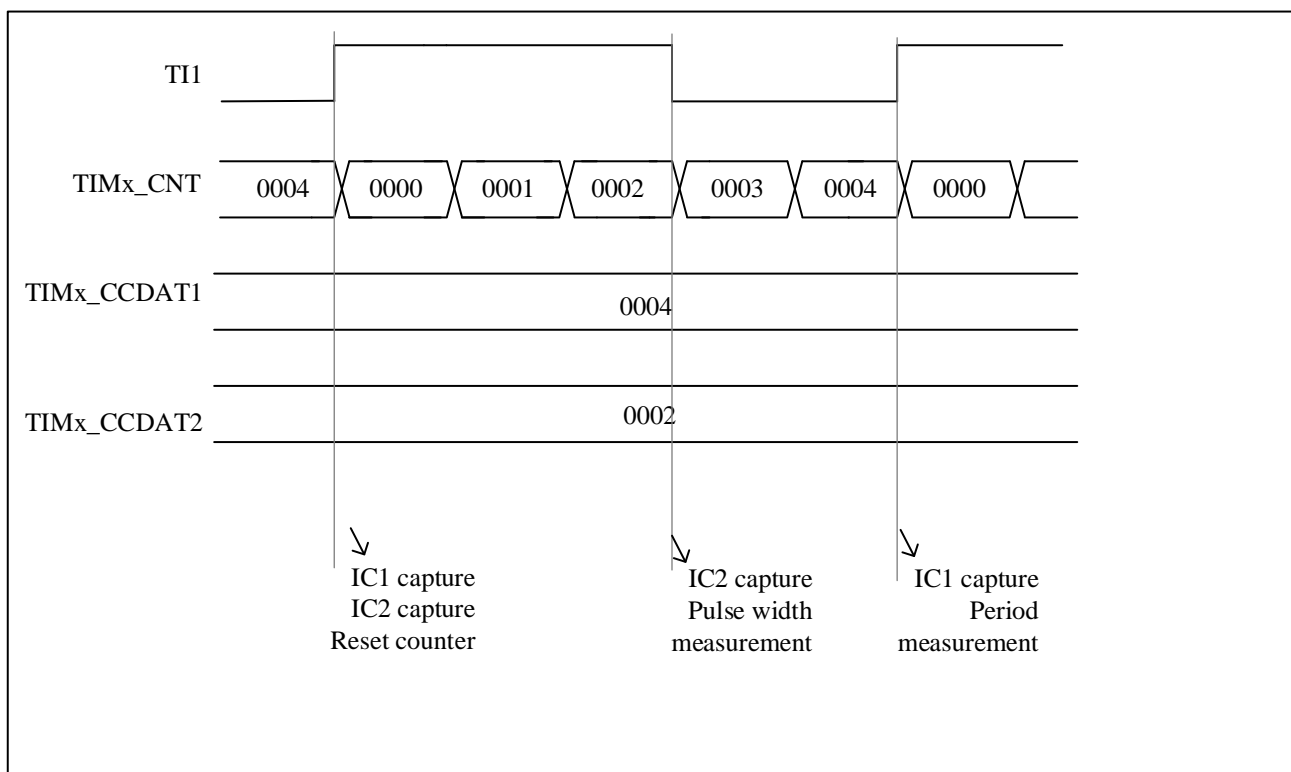 TI1
TIMx_CNT
0004 0000 0001 0002 0003 0004 0000
TIMx_CCDAT1
0004
TIMx_CCDAT2
0002
IC1 capture
IC2 capture
Reset counter
IC2 capture
Pulse width
measurement
IC1 capture
Period
measurement